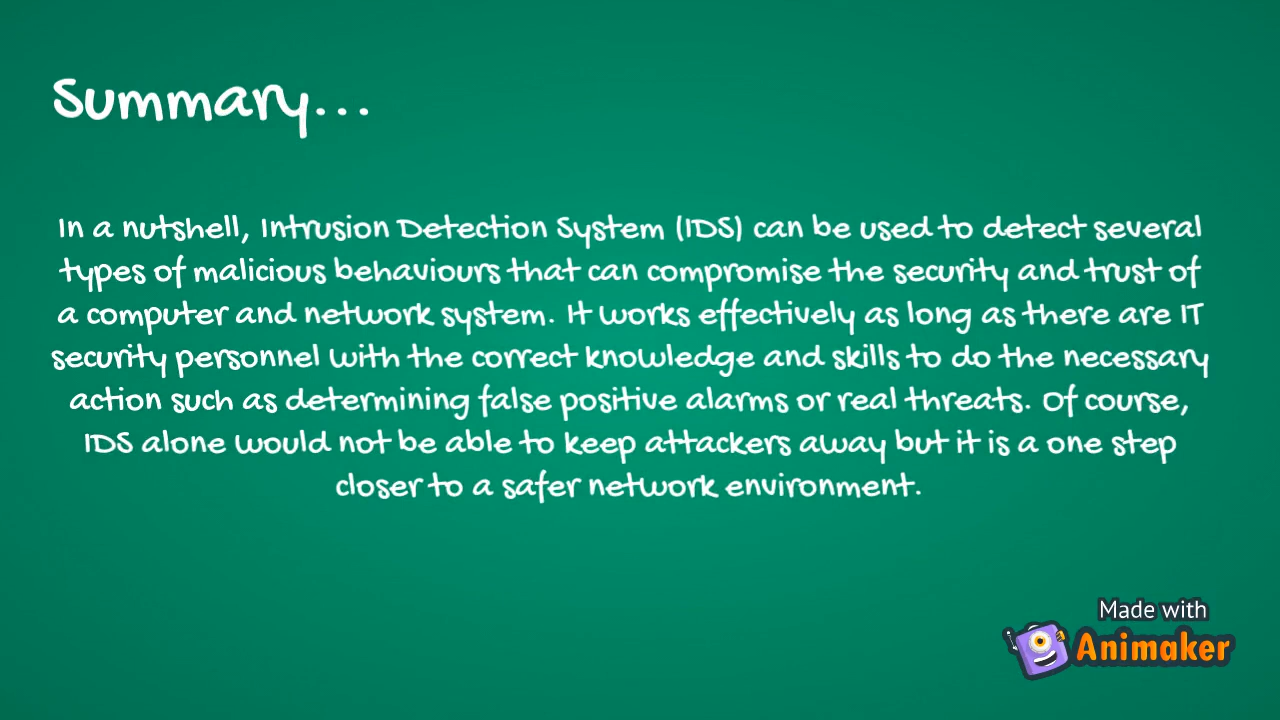 Summary...
In a nutshell, Intrusion Detection System (IDS) can be used to detect several
types of malicious behaviours that can compromise the security and trust of
a computer and network system. It works effectively as long as there are IT
security personnel with the correct knowledge and skills to do the necessary
action such as determining false positive alarms or real threats. Of course,
IDS alone would not be able to keep attackers away but it is a one step
closer to a safer network environment.
Made with
Animaker